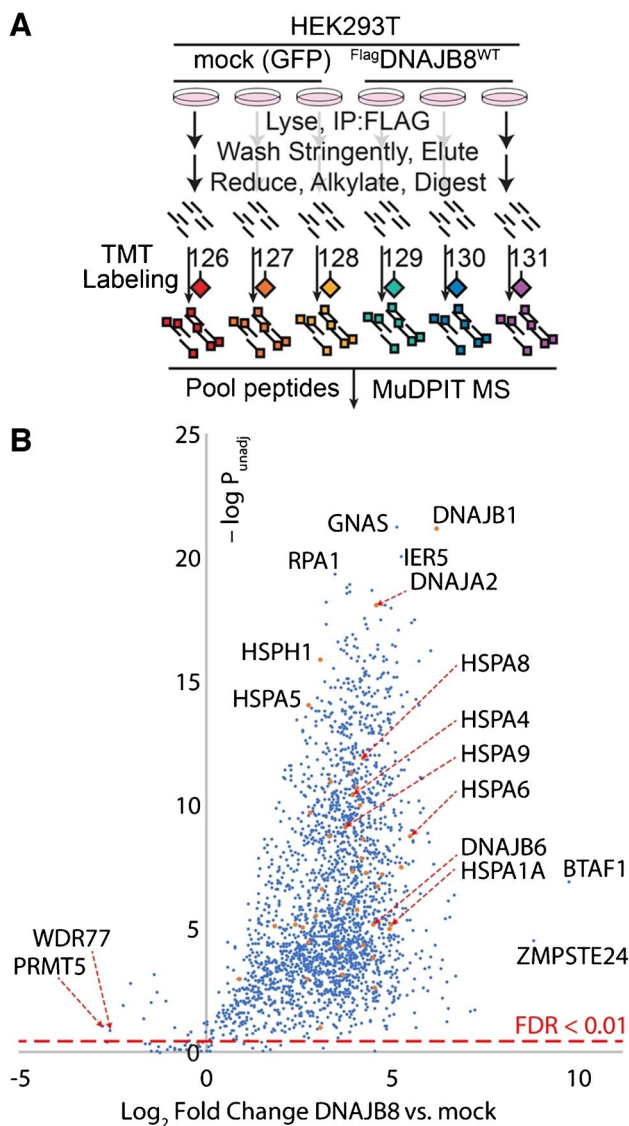 A
HEK293T
mock (GFP) FlagDNAJB8WT
Lyse, IP:FLAG
Wash Stringently, Elute
Reduce, Alkylate, Digest
TMT
Labeling
126 127 128 129 130 131
Pool peptides MuDPIT MS
B
25
– log Punadj
GNAS
DNAJB1
20
RPA1
IER5
DNAJA2
HSPH1
HSPA8
15
HSPA5
HSPA4
HSPA9
10
HSPA6
DNAJB6
HSPA1A
BTAF1
5
WDR77
PRMT5
ZMPSTE24
FDR < 0.01
0
-5 0 5 10
Log2 Fold Change DNAJB8 vs. mock